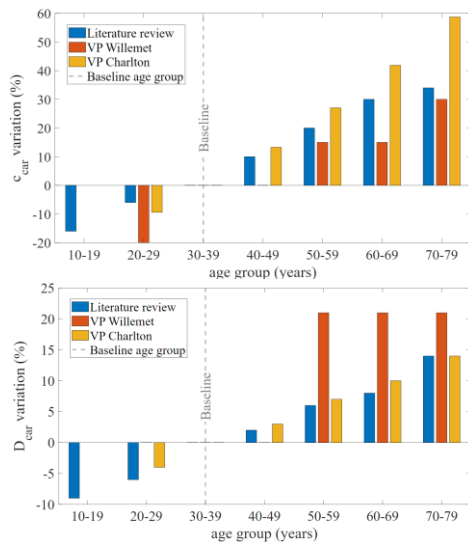 60
50
40
30
20
10
0
-10
-20
c_car variation (%)
Literature review
VP Willemet
VP Charlton
Baseline age group
Baseline
10-19 20-29 30-39 40-49 50-59 60-69 70-79
age group (years)
25
20
15
10
5
0
-5
-10
D_car variation (%)
Literature review
VP Willemet
VP Charlton
Baseline age group
Baseline
10-19 20-29 30-39 40-49 50-59 60-69 70-79
age group (years)